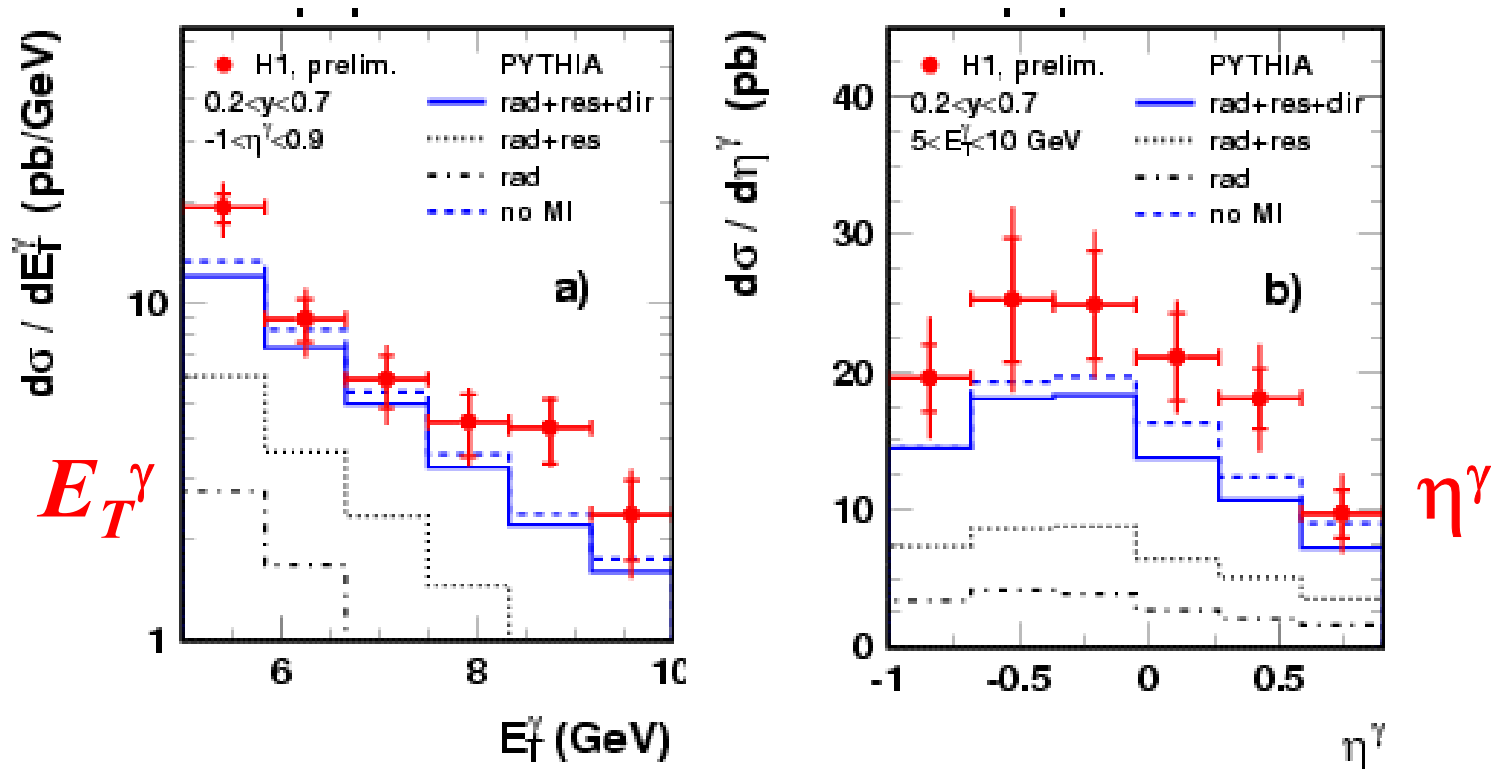 dσ / dE_T^γ (pb/GeV)
H1, prelim.
0.2<y<0.7
-1<η^γ<0.9
PYTHIA
rad+res+dir
rad+res
rad
no MI
a)
10
1
6
8
10
E_T^γ (GeV)
E_T^γ
dσ / dη^γ (pb)
H1, prelim.
0.2<y<0.7
5<E_T^γ<10 GeV
PYTHIA
rad+res+dir
rad+res
rad
no MI
b)
40
30
20
10
0
-1
-0.5
0
0.5
η^γ
η^γ